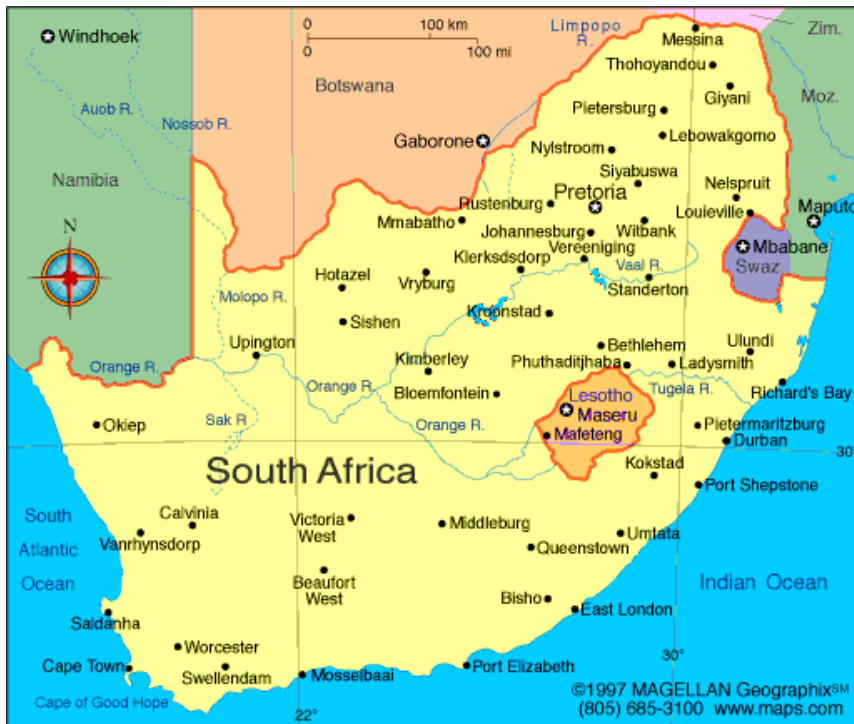 Windhoek
0
100 km
0
100 mi
Limpopo
R.
Messina
Zim.
Thohoyandou
Giyani
Moz.
Botswana
Auob R.
Nossob R.
Pietersburg
Gaborone
Lebowakgomo
Nylstroom
Siyabuswa
Namibia
Pretoria
Nelspruit
Rustenburg
Louieville
Maputo
N
Mmabatho
Johannesburg
Witbank
Vereeniging
Mbabane
Klerksdsdorp
Vaal R.
Swaz
Hotazel
Vryburg
Standerton
Molopo R.
Kroonstad
Sishen
Upington
Bethlehem
Ulundi
Kimberley
Phuthaditjhaba
Ladysmith
Orange R.
Orange R.
Bloemfontein
Lesotho
Tugela R.
Richard's Bay
Maseru
Okiep
Sak R
Orange R.
Pietermaritzburg
Mafeteng
Durban
30°
South Africa
Kokstad
Port Shepstone
South
Atlantic
Ocean
Calvinia
Victoria
West
Middleburg
Vanrhynsdorp
Umtata
Queenstown
Beaufort
West
Indian Ocean
Bisho
East London
Saldanha
Worcester
30°
Cape Town
Swellendam
Mosselbaai
Port Elizabeth
Cape of Good Hope
22°
©1997 MAGELLAN Geographix℠
(805) 685-3100 www.maps.com